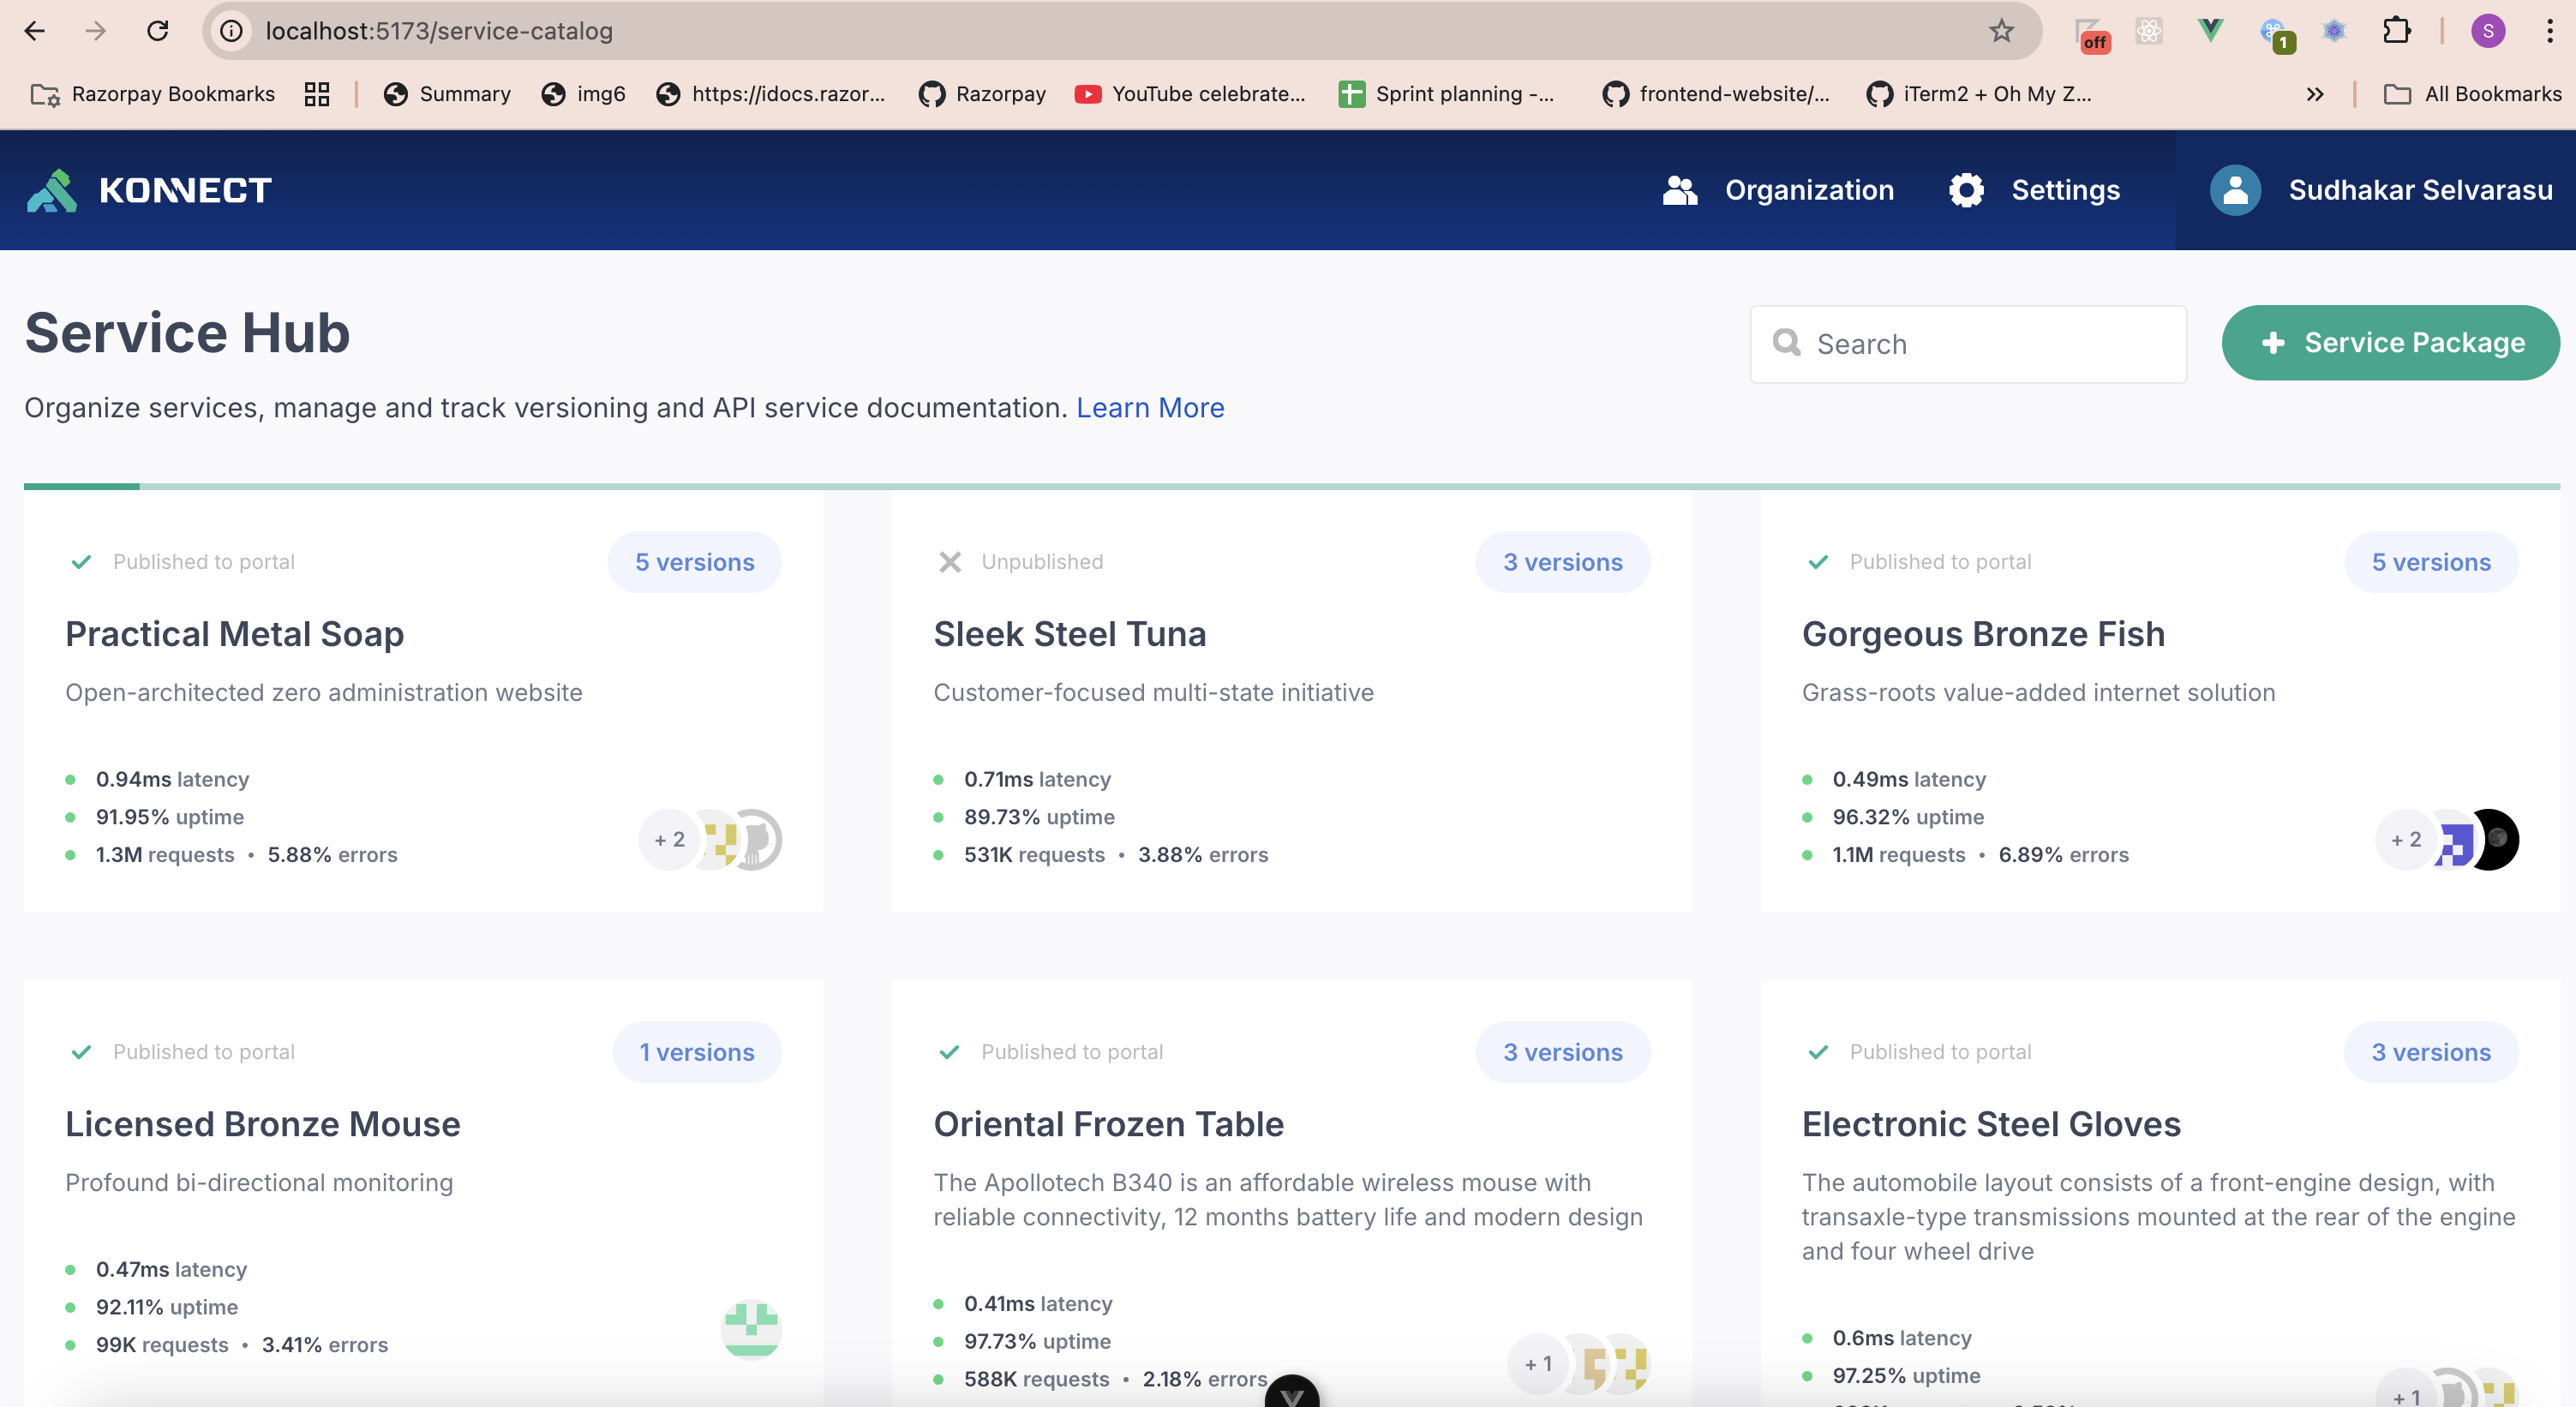 localhost:5173/service-catalog
off
1
S
Razorpay Bookmarks
Summary
img6
https://idocs.razor...
Razorpay
YouTube celebrate...
Sprint planning -...
frontend-website/...
iTerm2 + Oh My Z...
All Bookmarks
KONNECT
Organization
Settings
Sudhakar Selvarasu
Service Hub
Search
Service Package
Organize services, manage and track versioning and API service documentation. Learn More
Published to portal
5 versions
Practical Metal Soap
Open-architected zero administration website
0.94ms latency
91.95% uptime
1.3M requests • 5.88% errors
+ 2
Unpublished
3 versions
Sleek Steel Tuna
Customer-focused multi-state initiative
0.71ms latency
89.73% uptime
531K requests • 3.88% errors
Published to portal
5 versions
Gorgeous Bronze Fish
Grass-roots value-added internet solution
0.49ms latency
96.32% uptime
1.1M requests • 6.89% errors
+ 2
Published to portal
1 versions
Licensed Bronze Mouse
Profound bi-directional monitoring
0.47ms latency
92.11% uptime
99K requests • 3.41% errors
Published to portal
3 versions
Oriental Frozen Table
The Apollotech B340 is an affordable wireless mouse with
reliable connectivity, 12 months battery life and modern design
0.41ms latency
97.73% uptime
588K requests • 2.18% errors
+ 1
Published to portal
3 versions
Electronic Steel Gloves
The automobile layout consists of a front-engine design, with
transaxle-type transmissions mounted at the rear of the engine
and four wheel drive
0.6ms latency
97.25% uptime
+ 1